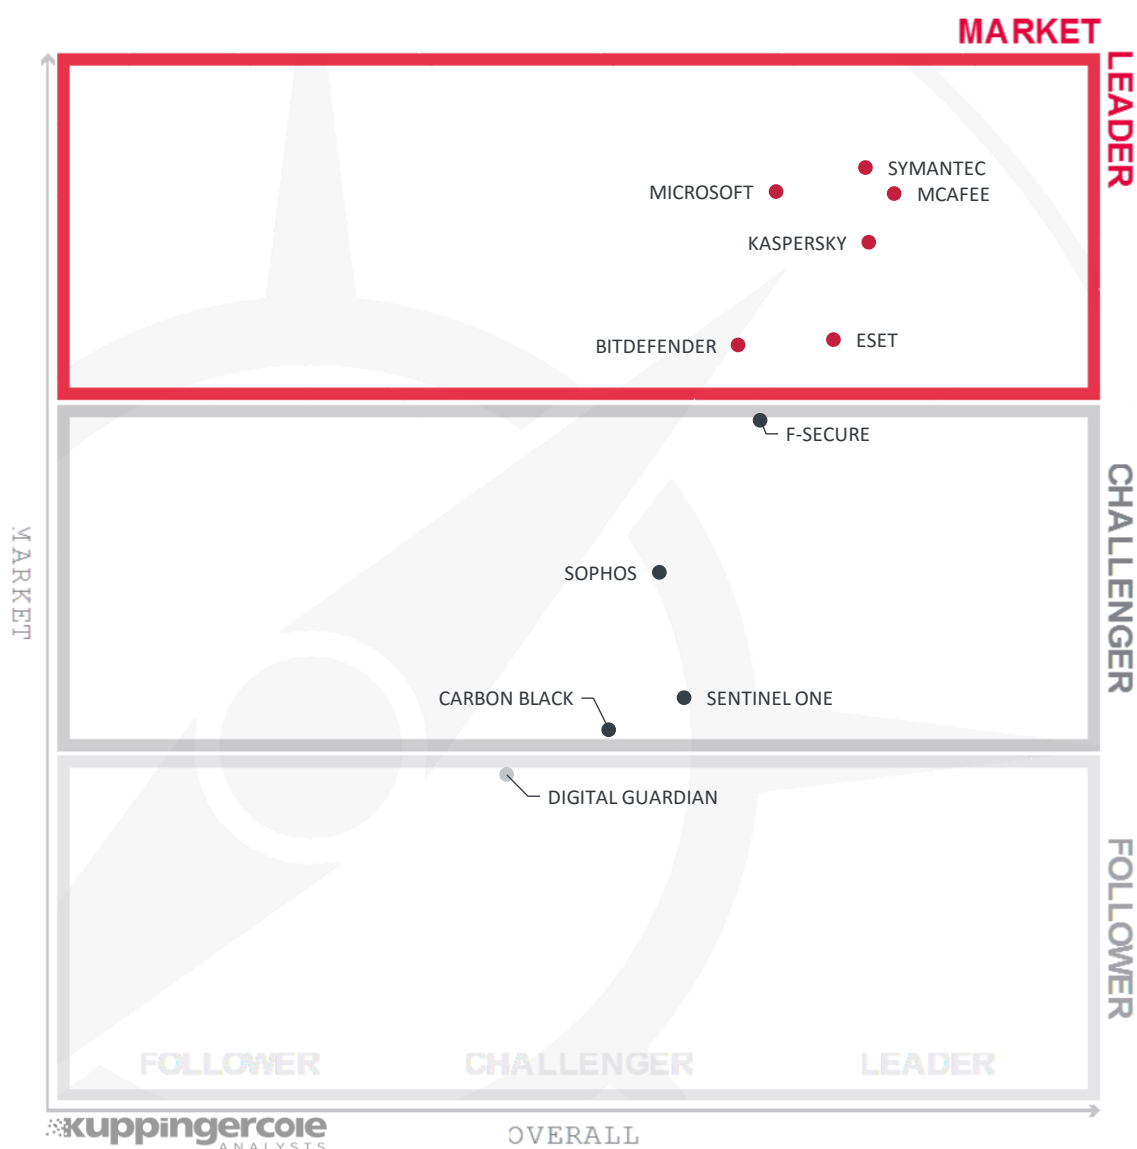 MARKET
LEADER
SYMANTEC
MICROSOFT
MCAFEE
KASPERSKY
BITDEFENDER
ESET
F-SECURE
CHALLENGER
MARKET
SOPHOS
CARBON BLACK
SENTINEL ONE
DIGITAL GUARDIAN
FOLLOWER
FOLLOWER
CHALLENGER
LEADER
kuppingercole
ANALYSTS
OVERALL